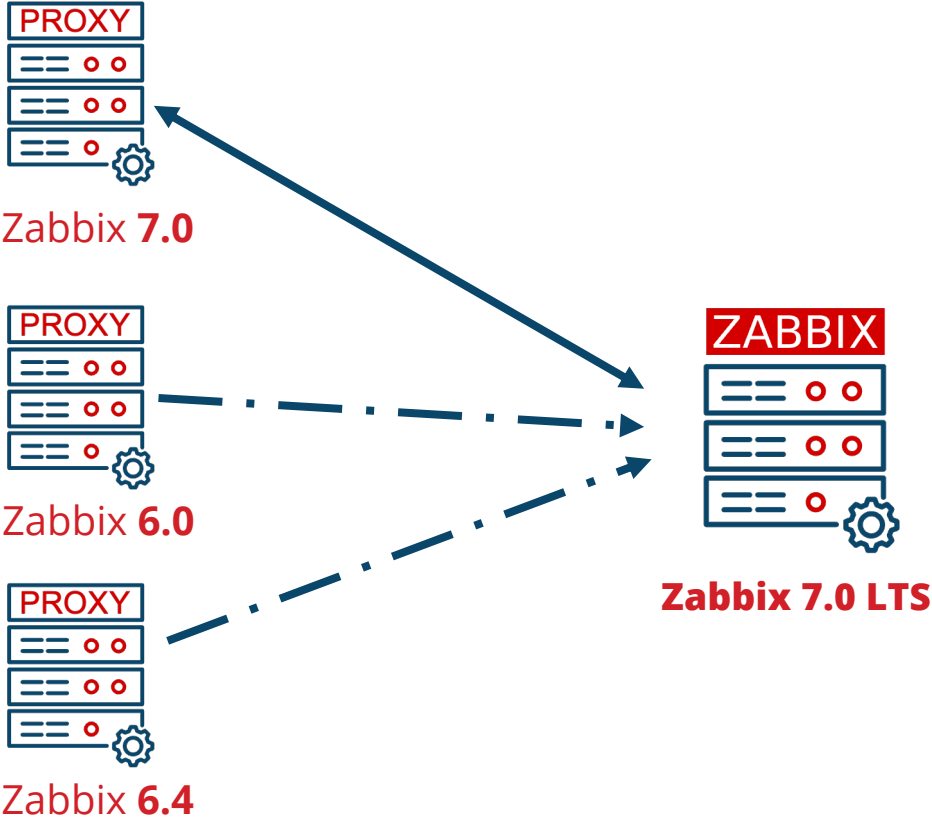 PROXY
Zabbix 7.0
PROXY
Zabbix 6.0
PROXY
Zabbix 6.4
ZABBIX
Zabbix 7.0 LTS